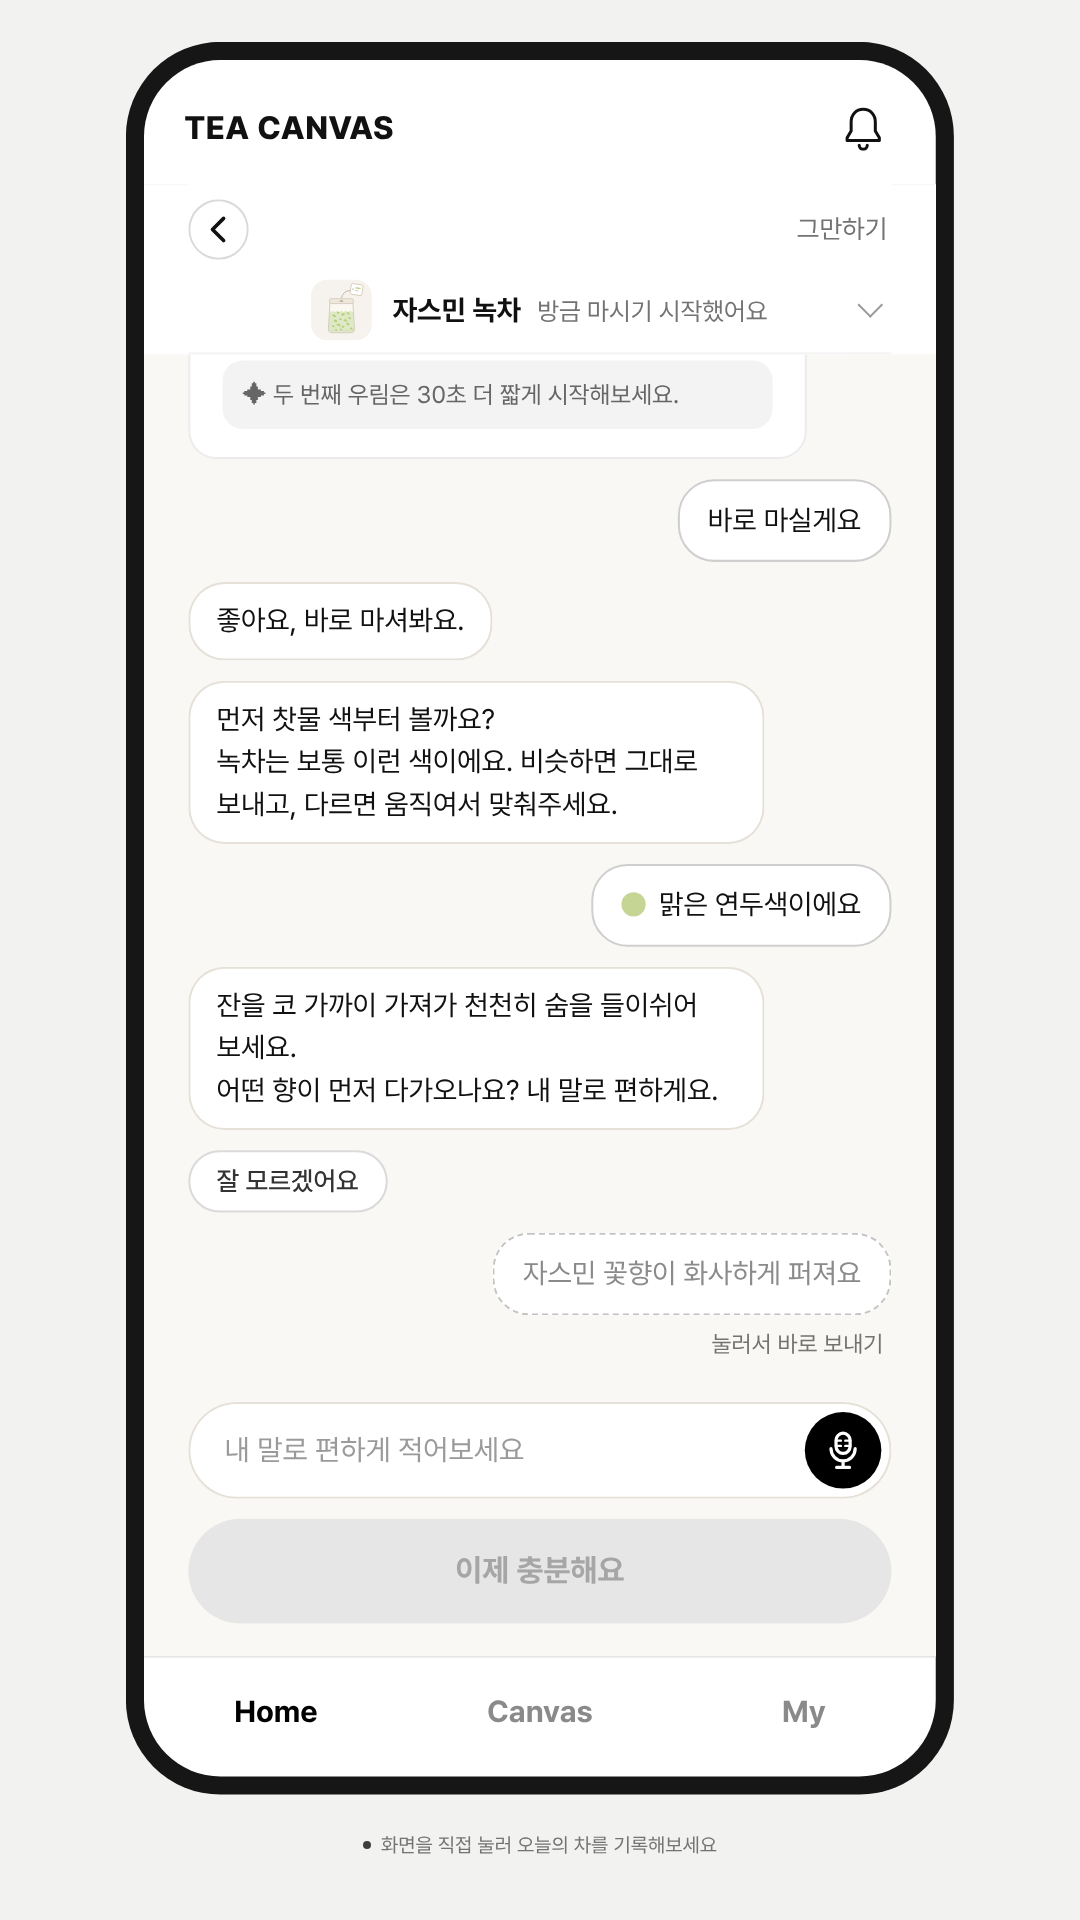 TEA CANVAS
그만하기
자스민 녹차 방금 마시기 시작했어요
두 번째 우림은 30초 더 짧게 시작해보세요.
바로 마실게요
좋아요, 바로 마셔봐요.
먼저 찻물 색부터 볼까요?
녹차는 보통 이런 색이에요. 비슷하면 그대로
보내고, 다르면 움직여서 맞춰주세요.
맑은 연두색이에요
잔을 코 가까이 가져가 천천히 숨을 들이쉬어
보세요.
어떤 향이 먼저 다가오나요? 내 말로 편하게요.
잘 모르겠어요
자스민 꽃향이 화사하게 퍼져요
눌러서 바로 보내기
내 말로 편하게 적어보세요
이제 충분해요
Home Canvas My
화면을 직접 눌러 오늘의 차를 기록해보세요